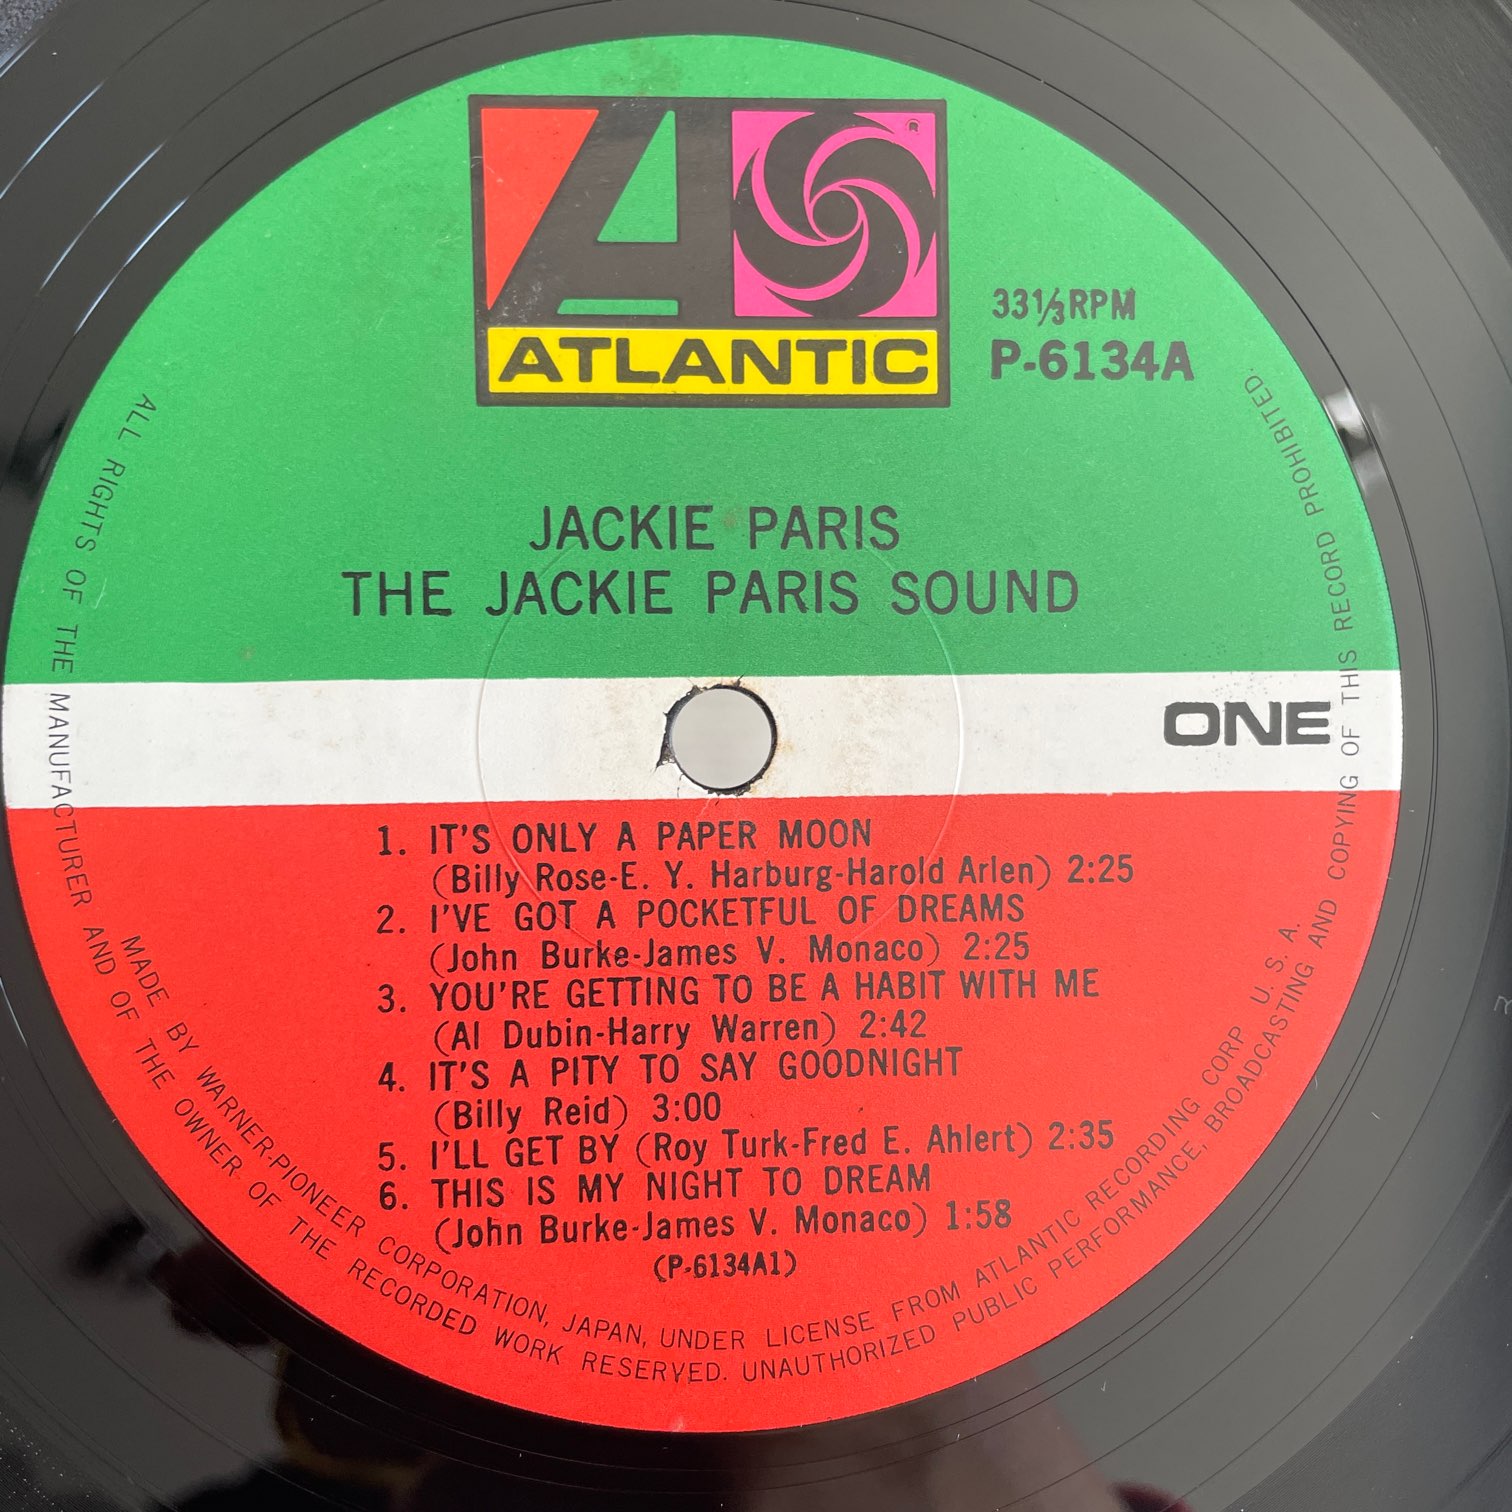 ATLANTIC
®
33⅓RPM
P-6134A
JACKIE PARIS
THE JACKIE PARIS SOUND
ONE
1. IT'S ONLY A PAPER MOON
(Billy Rose-E. Y. Harburg-Harold Arlen) 2:25
2. I'VE GOT A POCKETFUL OF DREAMS
(John Burke-James V. Monaco) 2:25
3. YOU'RE GETTING TO BE A HABIT WITH ME
(Al Dubin-Harry Warren) 2:42
4. IT'S A PITY TO SAY GOODNIGHT
(Billy Reid) 3:00
5. I'LL GET BY (Roy Turk-Fred E. Ahlert) 2:35
6. THIS IS MY NIGHT TO DREAM
(John Burke-James V. Monaco) 1:58
(P-6134A1)
MADE BY WARNER-PIONEER CORPORATION, JAPAN, UNDER LICENSE FROM ATLANTIC RECORDING CORP U. S. A.
ALL RIGHTS OF THE MANUFACTURER AND OF THE OWNER OF THE RECORDED WORK RESERVED. UNAUTHORIZED PUBLIC PERFORMANCE, BROADCASTING AND COPYING OF THIS RECORD PROHIBITED.